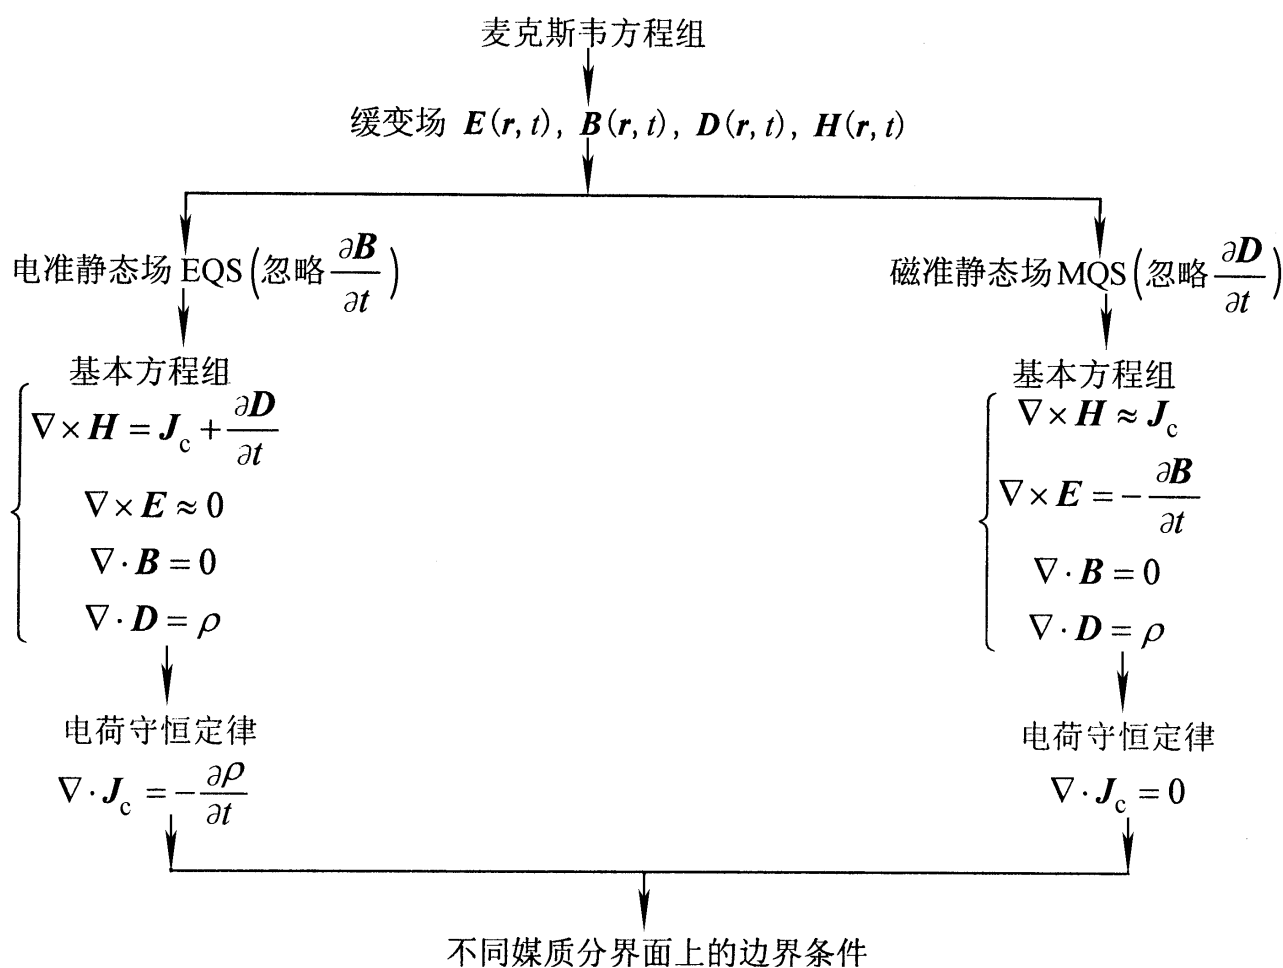 麦克斯韦方程组
缓变场 E(r, t), B(r, t), D(r, t), H(r, t)
电准静态场 EQS(忽略 ∂B/∂t)
基本方程组
∇×H = J_c + ∂D/∂t
∇×E ≈ 0
∇·B = 0
∇·D = ρ
电荷守恒定律
∇·J_c = -∂ρ/∂t
磁准静态场 MQS(忽略 ∂D/∂t)
基本方程组
∇×H ≈ J_c
∇×E = -∂B/∂t
∇·B = 0
∇·D = ρ
电荷守恒定律
∇·J_c = 0
不同媒质分界面上的边界条件